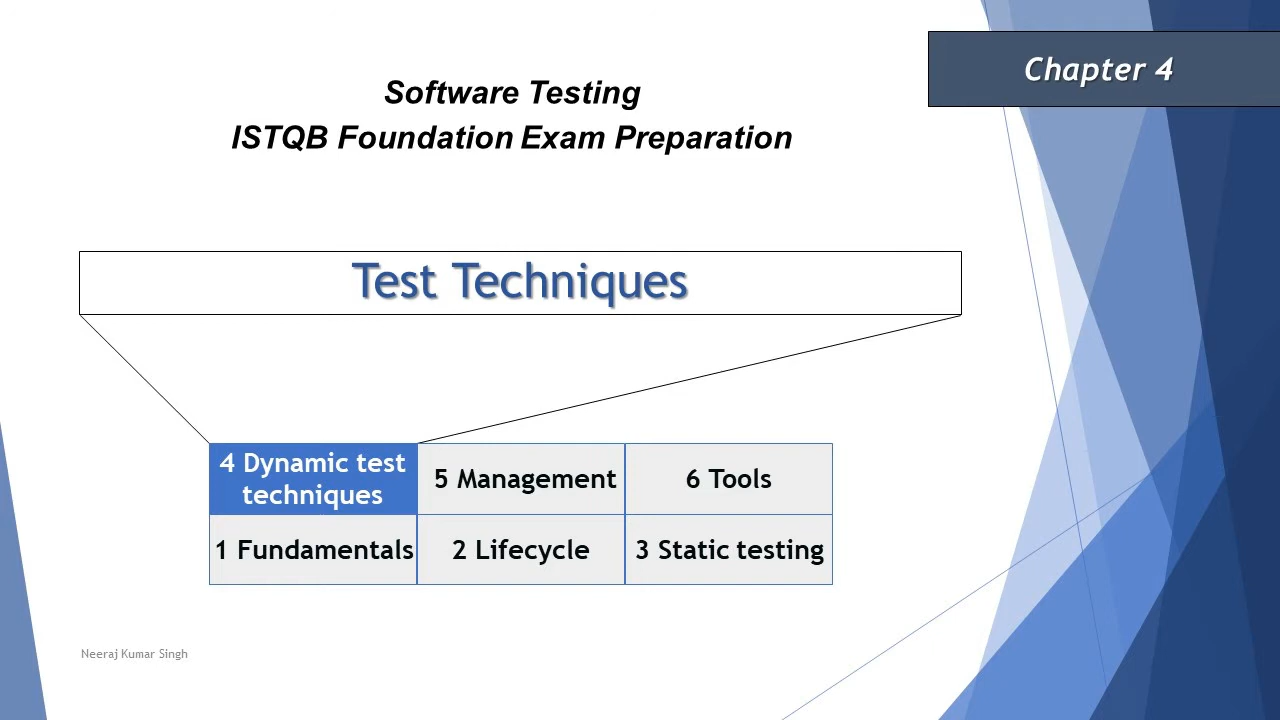 Chapter 4
Software Testing
ISTQB Foundation Exam Preparation
Test Techniques
4 Dynamic test
techniques
5 Management
6 Tools
1 Fundamentals
2 Lifecycle
3 Static testing
Neeraj Kumar Singh